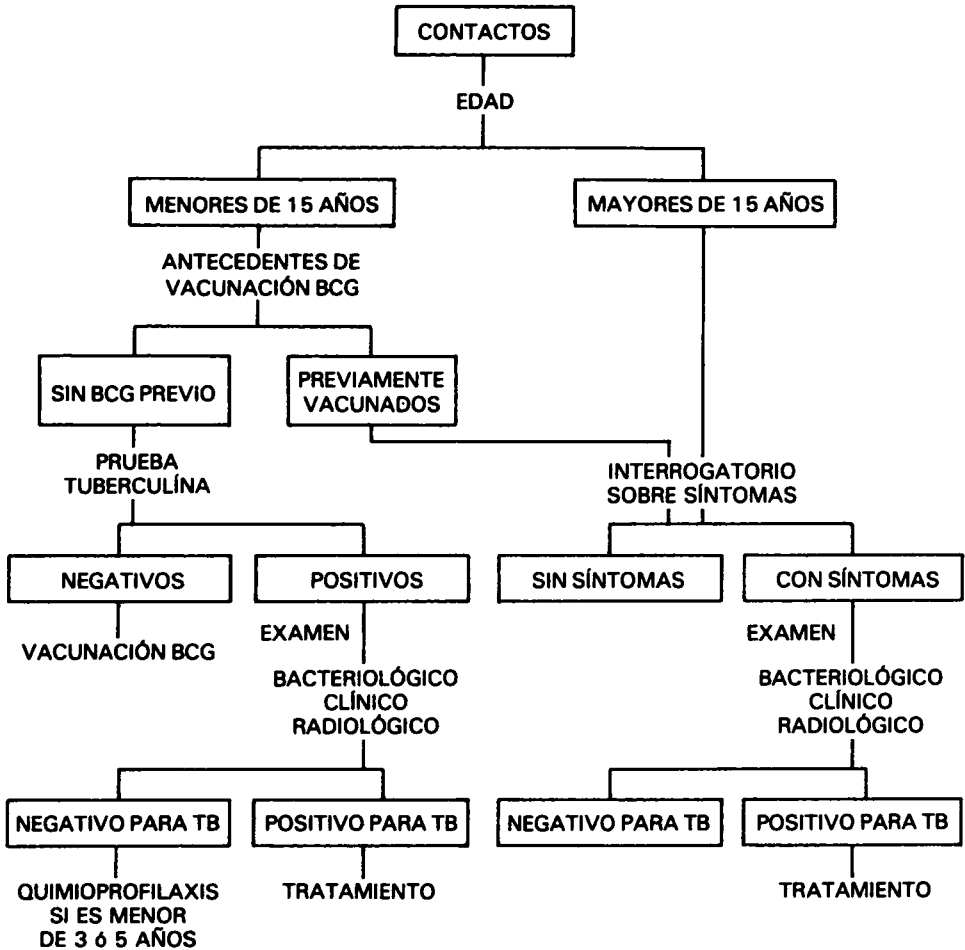 CONTACTOS
EDAD
MENORES DE 15 AÑOS
MAYORES DE 15 AÑOS
ANTECEDENTES DE
VACUNACIÓN BCG
SIN BCG PREVIO
PREVIAMENTE
VACUNADOS
PRUEBA
TUBERCULÍNA
INTERROGATORIO
SOBRE SÍNTOMAS
NEGATIVOS
POSITIVOS
SIN SÍNTOMAS
CON SÍNTOMAS
VACUNACIÓN BCG
EXAMEN
BACTERIOLÓGICO
CLÍNICO
RADIOLÓGICO
EXAMEN
BACTERIOLÓGICO
CLÍNICO
RADIOLÓGICO
NEGATIVO PARA TB
POSITIVO PARA TB
NEGATIVO PARA TB
POSITIVO PARA TB
QUIMIOPROFILAXIS
SI ES MENOR
DE 3 Ó 5 AÑOS
TRATAMIENTO
TRATAMIENTO